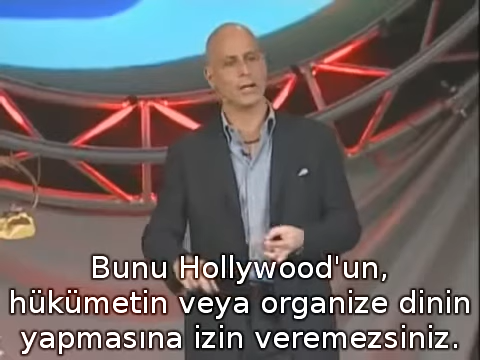 Bunu Hollywood'un,
hükümetin veya organize dinin
yapmasına izin veremezsiniz.